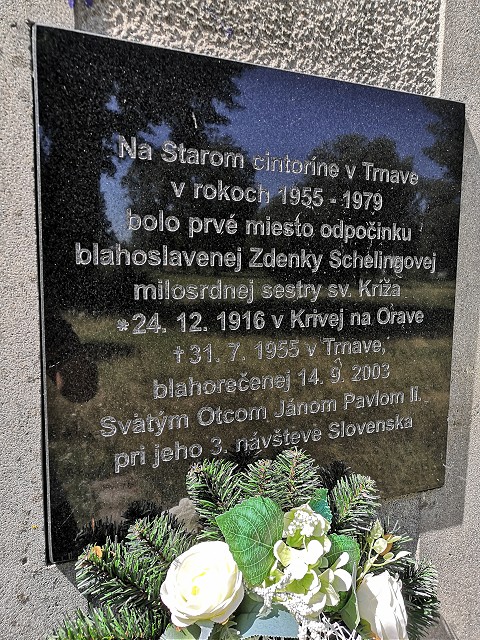 Na Starom cintoríne v Trnave
v rokoch 1955 - 1979
bolo prvé miesto odpočinku
blahoslavenej Zdenky Schelingovej
milosrdnej sestry sv. Kríža
*24. 12. 1916 v Krivej na Orave
†31. 7. 1955 v Trnave,
blahorečenej 14. 9. 2003
Svätým Otcom Jánom Pavlom II.
pri jeho 3. návšteve Slovenska